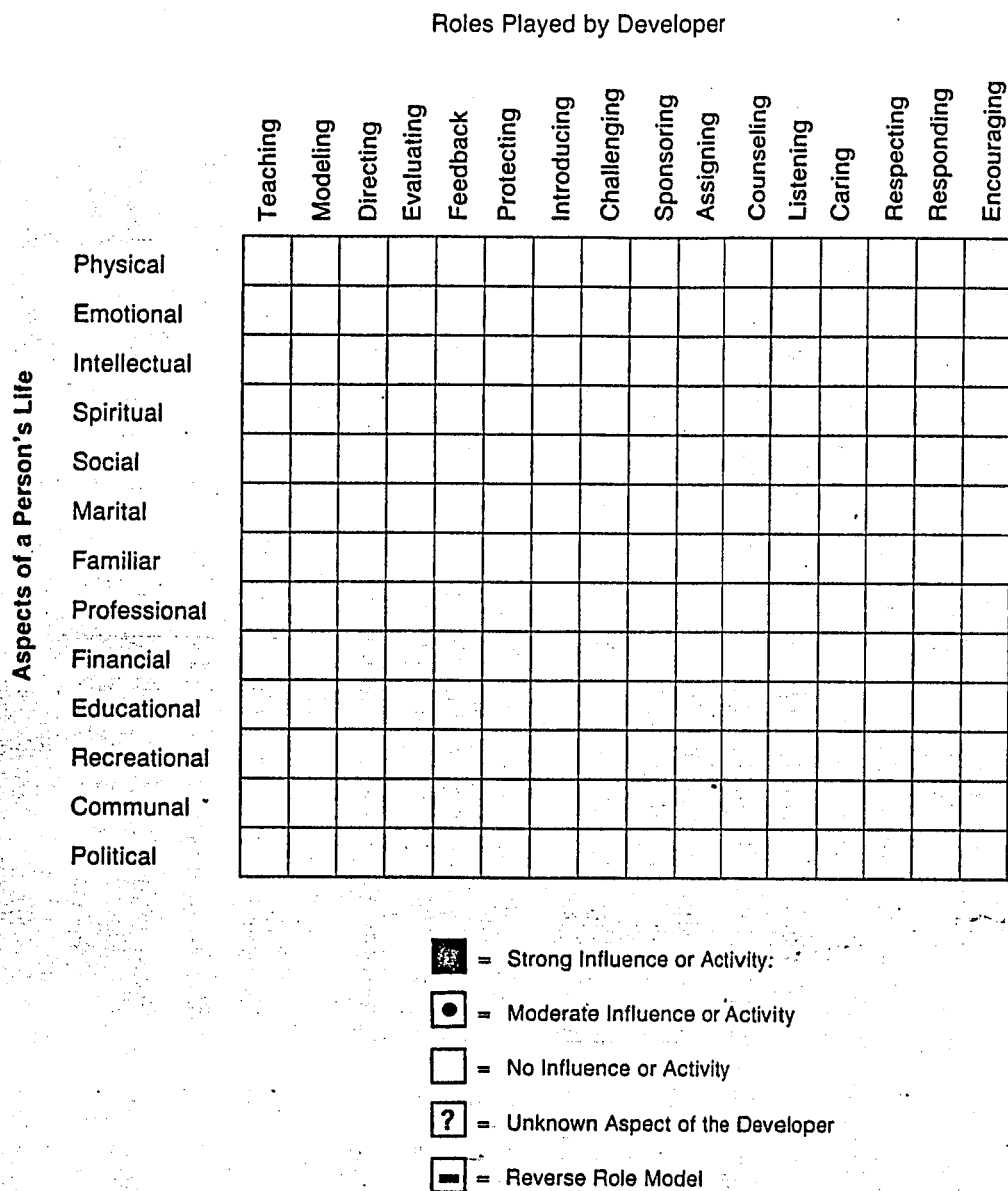 Roles Played by Developer
Teaching
Modeling
Directing
Evaluating
Feedback
Protecting
Introducing
Challenging
Sponsoring
Assigning
Counseling
Listening
Caring
Respecting
Responding
Encouraging
Aspects of a Person's Life
Physical
Emotional
Intellectual
Spiritual
Social
Marital
Familiar
Professional
Financial
Educational
Recreational
Communal
Political
= Strong Influence or Activity:
= Moderate Influence or Activity
= No Influence or Activity
? = Unknown Aspect of the Developer
= Reverse Role Model